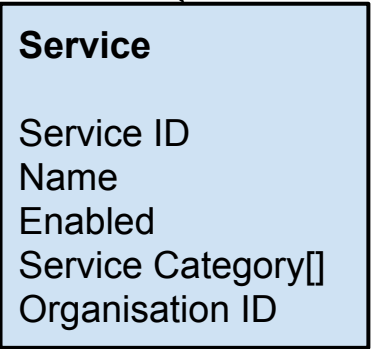 Service
Service ID
Name
Enabled
Service Category[]
Organisation ID